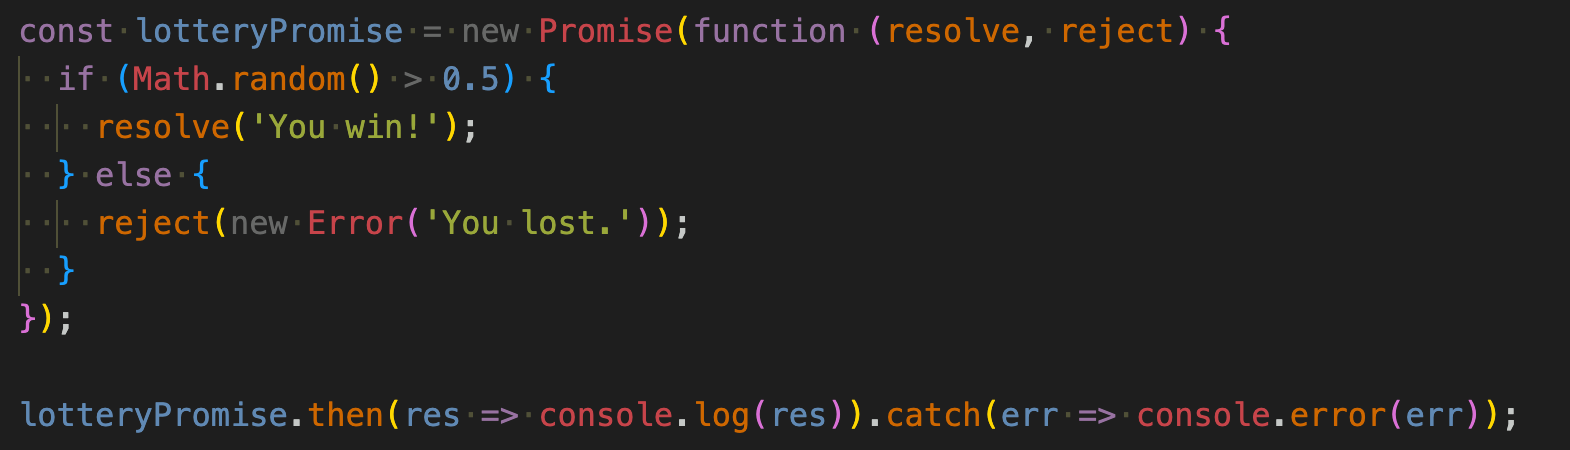 const lotteryPromise = new Promise(function (resolve, reject) {
  if (Math.random() > 0.5) {
    resolve('You win!');
  } else {
    reject(new Error('You lost.'));
  }
});

lotteryPromise.then(res => console.log(res)).catch(err => console.error(err));